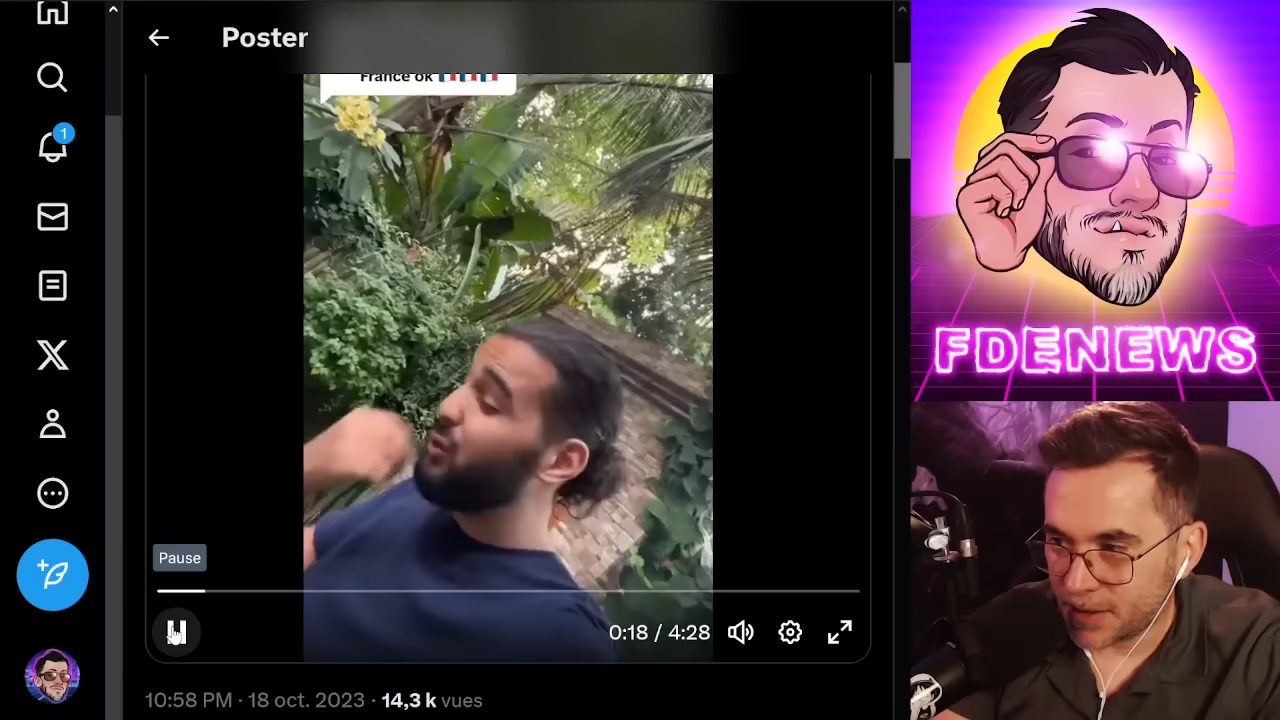 Poster
1
France ok
Pause
0:18 / 4:28
10:58 PM · 18 oct. 2023 · 14,3 k vues
FDENEWS